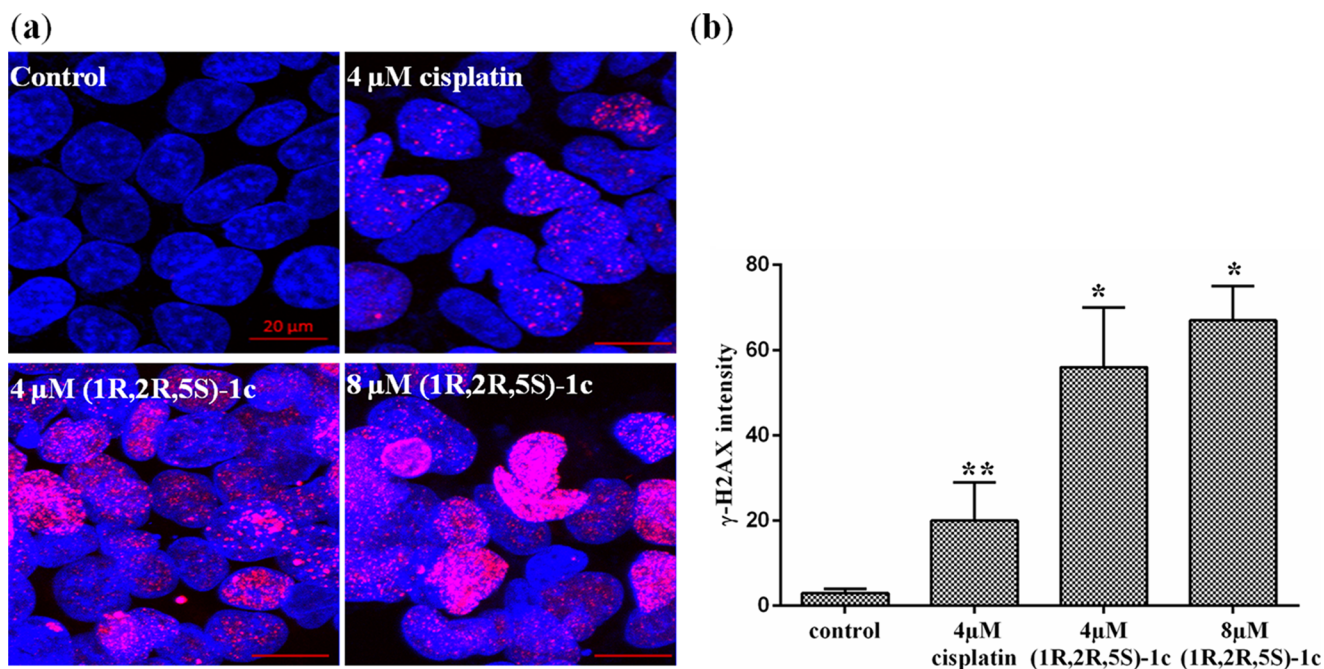 (a)
Control
4 μM cisplatin
20 μm
4 μM (1R,2R,5S)-1c
8 μM (1R,2R,5S)-1c
(b)
γ-H2AX intensity
80
60
40
20
0
*
*
**
control
4μM
cisplatin
4μM
(1R,2R,5S)-1c
8μM
(1R,2R,5S)-1c